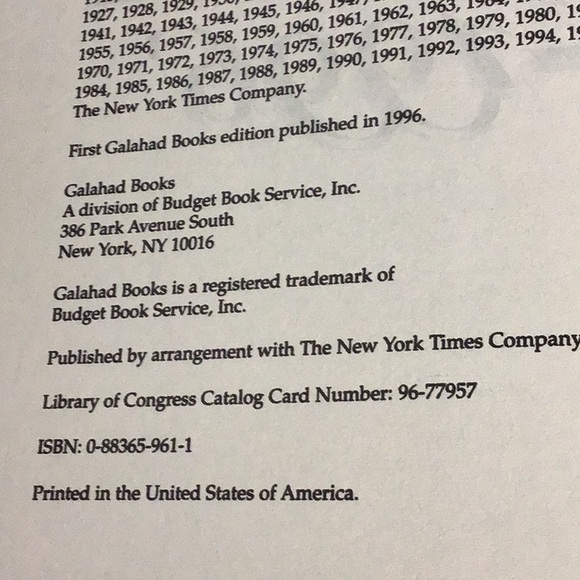 1927, 1928, 1929,
1941, 1942, 1943, 1944, 1945, 1946,
1955, 1956, 1957, 1958, 1959, 1960, 1961, 1962, 1963,
1970, 1971, 1972, 1973, 1974, 1975, 1976, 1977, 1978, 1979, 1980,
1984, 1985, 1986, 1987, 1988, 1989, 1990, 1991, 1992, 1993, 1994,
The New York Times Company.
First Galahad Books edition published in 1996.
Galahad Books
A division of Budget Book Service, Inc.
386 Park Avenue South
New York, NY 10016
Galahad Books is a registered trademark of
Budget Book Service, Inc.
Published by arrangement with The New York Times Company
Library of Congress Catalog Card Number: 96-77957
ISBN: 0-88365-961-1
Printed in the United States of America.